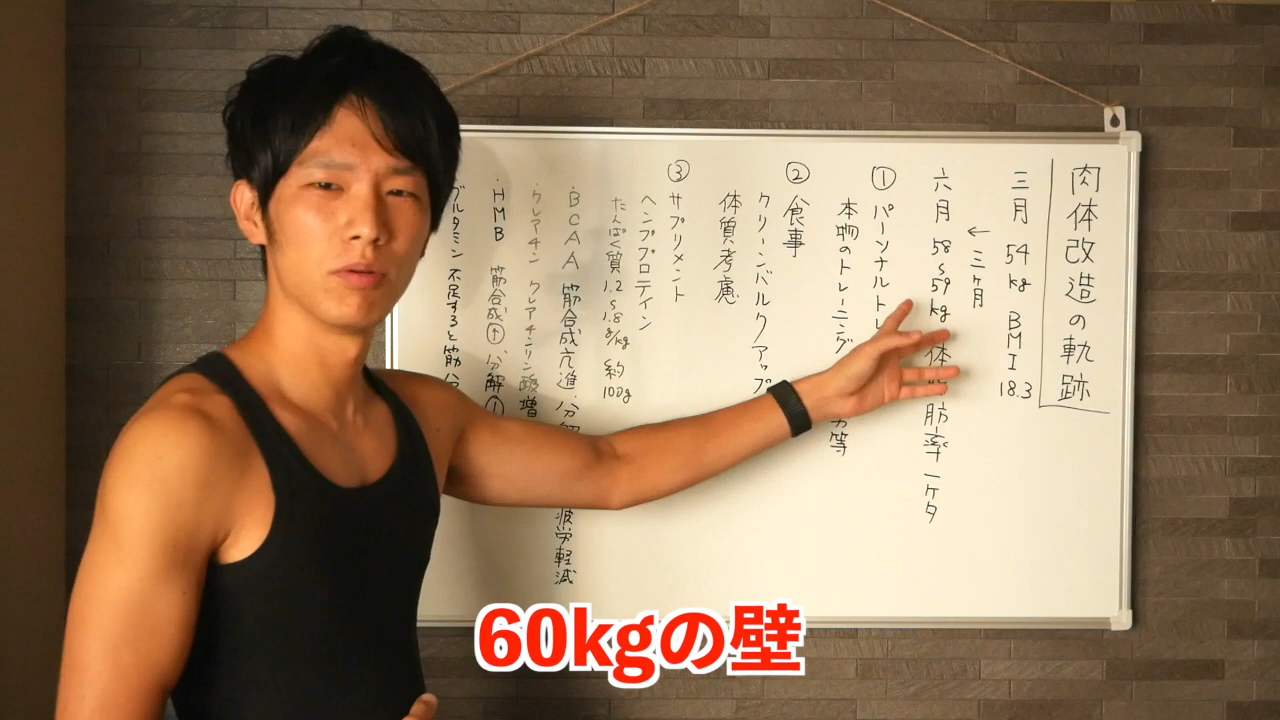 肉体改造の軌跡
三月 54kg BMI 18.3
← 三ヶ月
六月 58〜59kg 体脂肪率一ケタ
① パーソナルトレ
本物のトレーニング
等
② 食事
クリーンバルクアップ
体質考慮
③ サプリメント
ヘンププロテイン
たんぱく質 1.2〜1.8g/kg 約100g
・BCAA 筋合成亢進、分解 疲労軽減
・クレアチン クレアチンリン酸増
・HMB 筋合成↑ 分解↓
グルタミン 不足すると筋分
60kgの壁